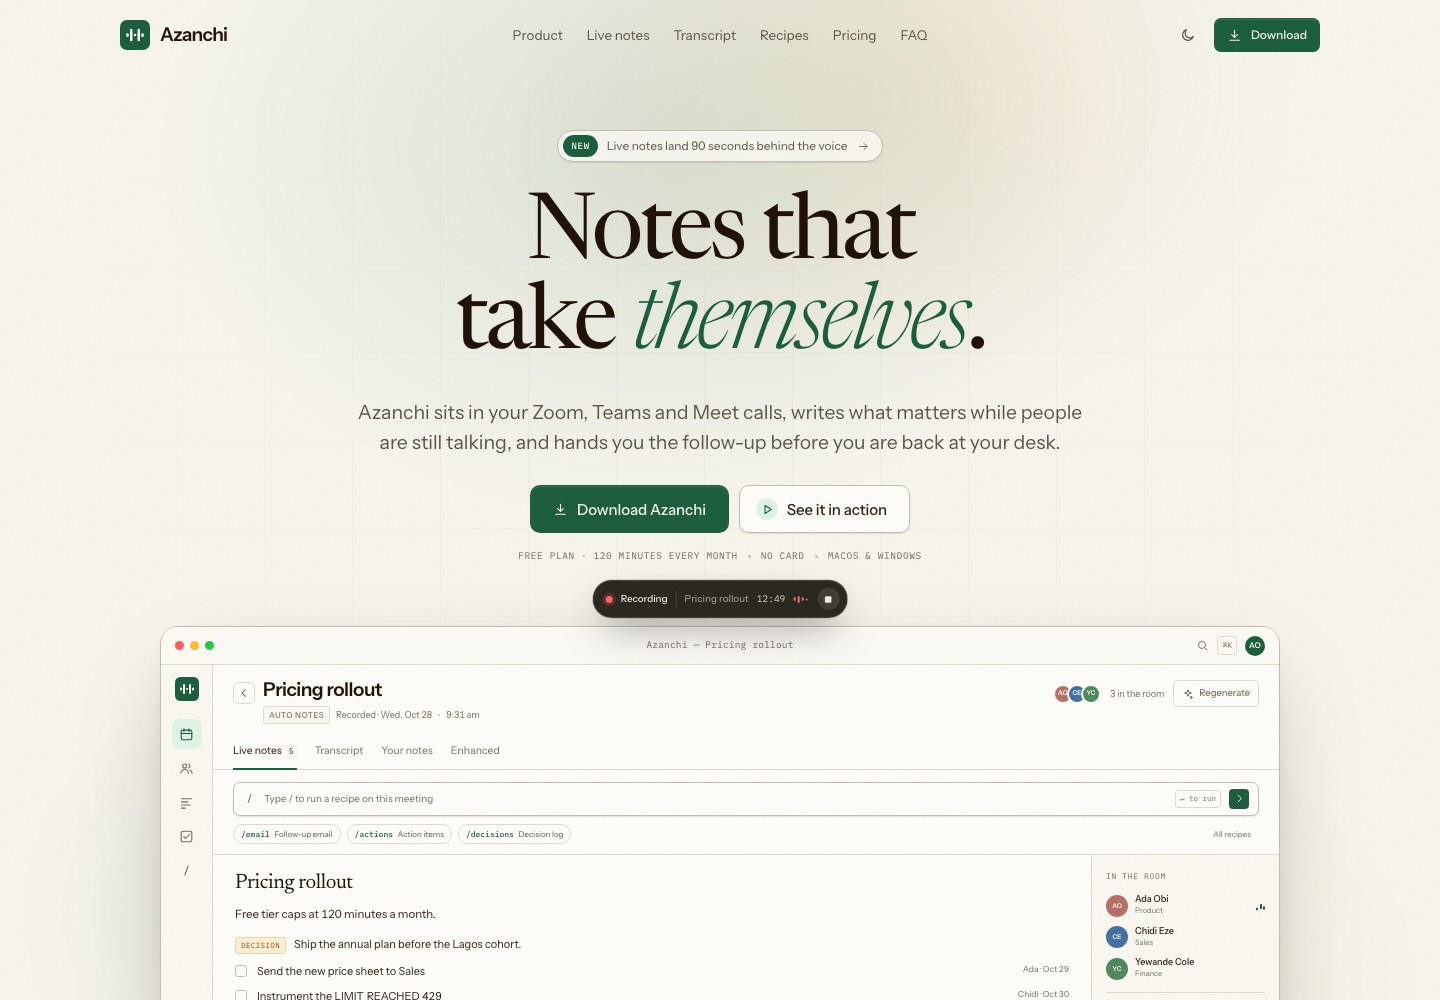 Azanchi
Product
Live notes
Transcript
Recipes
Pricing
FAQ
Download
NEW Live notes land 90 seconds behind the voice →
Notes that
take themselves.
Azanchi sits in your Zoom, Teams and Meet calls, writes what matters while people
are still talking, and hands you the follow-up before you are back at your desk.
Download Azanchi
See it in action
FREE PLAN · 120 MINUTES EVERY MONTH • NO CARD • MACOS & WINDOWS
Recording
Pricing rollout 12:49
Azanchi — Pricing rollout
⌘K
AO
Pricing rollout
AO CE YC
3 in the room
Regenerate
AUTO NOTES Recorded · Wed, Oct 28 · 9:31 am
Live notes 5
Transcript
Your notes
Enhanced
/ Type / to run a recipe on this meeting
↵ to run
/email Follow-up email
/actions Action items
/decisions Decision log
All recipes
Pricing rollout
Free tier caps at 120 minutes a month.
DECISION Ship the annual plan before the Lagos cohort.
Send the new price sheet to Sales
Ada · Oct 29
Instrument the LIMIT_REACHED 429
Chidi · Oct 30
IN THE ROOM
AO Ada Obi
Product
CE Chidi Eze
Sales
YC Yewande Cole
Finance
/